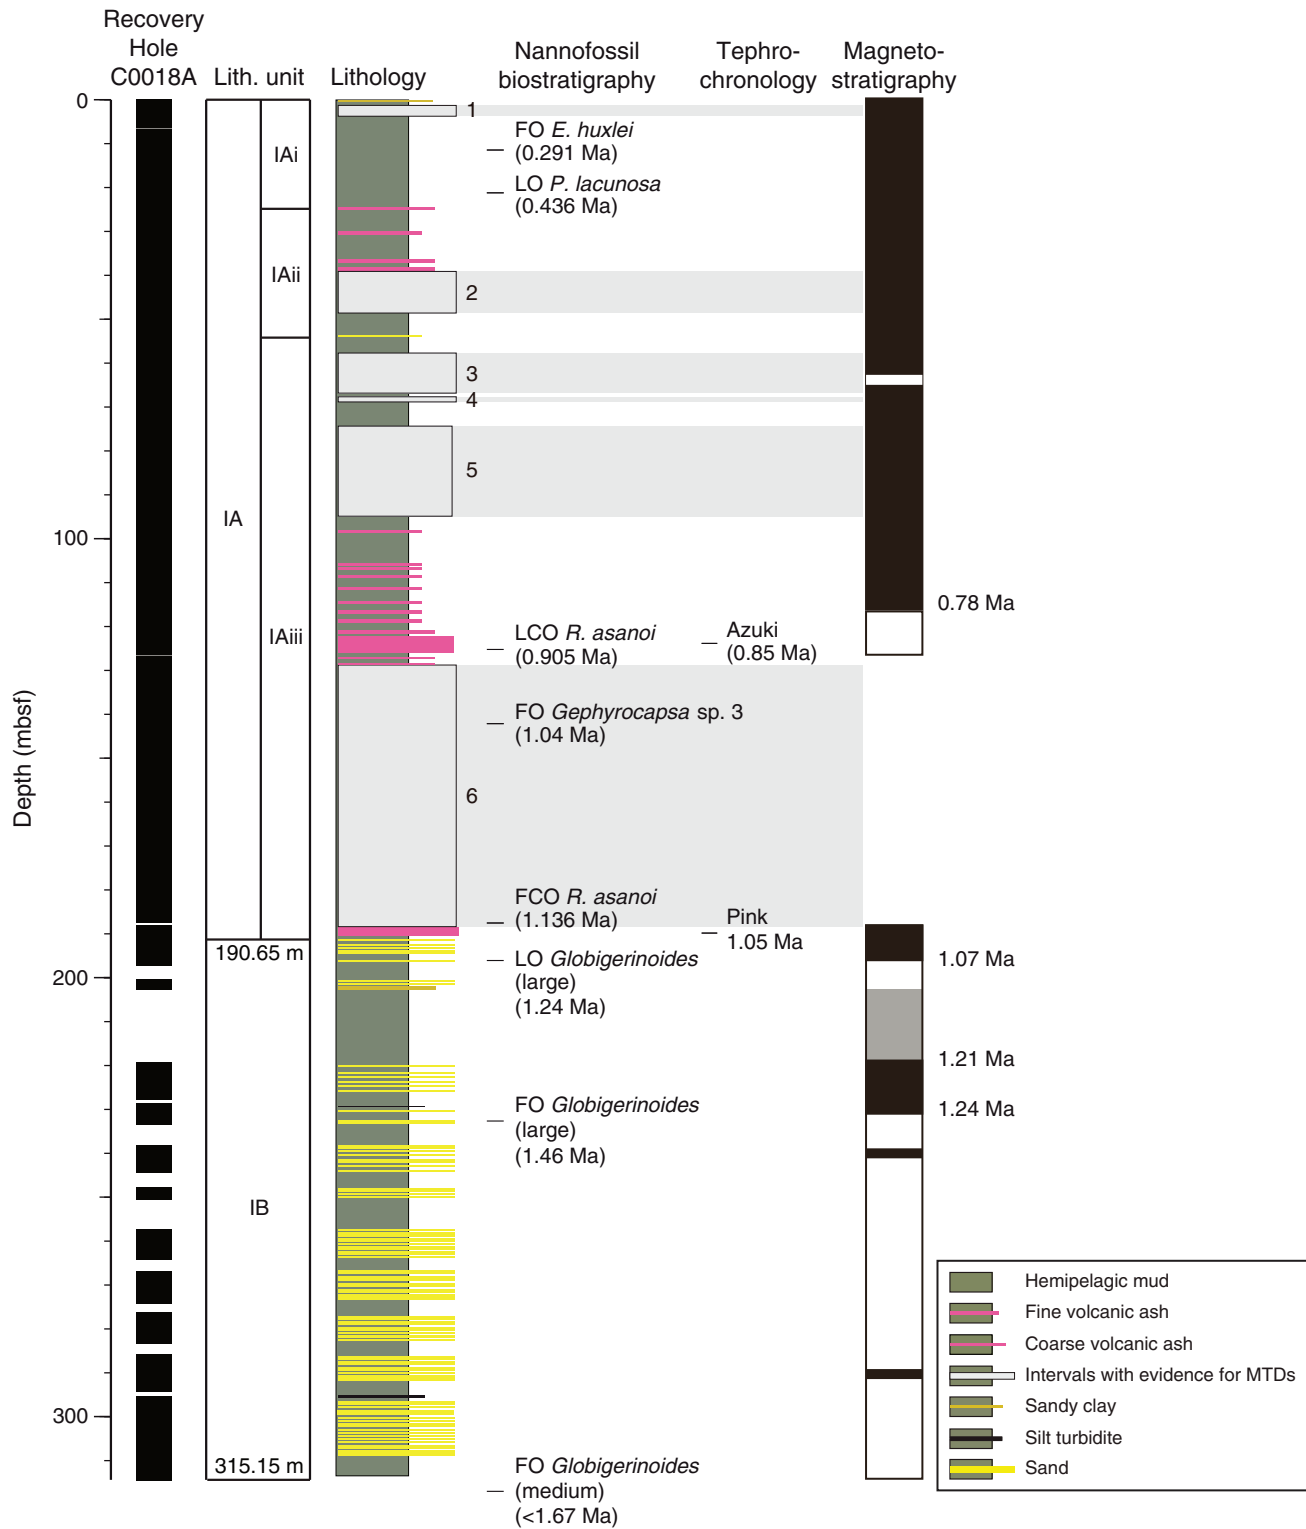 Recovery
Hole
C0018A
Lith. unit
Lithology
Nannofossil
biostratigraphy
Tephro-
chronology
Magneto-
stratigraphy
0
100
200
300
Depth (mbsf)
IA
IAi
IAii
IAiii
190.65 m
IB
315.15 m
1
2
3
4
5
6
FO E. huxlei
(0.291 Ma)
LO P. lacunosa
(0.436 Ma)
LCO R. asanoi
(0.905 Ma)
FO Gephyrocapsa sp. 3
(1.04 Ma)
FCO R. asanoi
(1.136 Ma)
LO Globigerinoides
(large)
(1.24 Ma)
FO Globigerinoides
(large)
(1.46 Ma)
FO Globigerinoides
(medium)
(<1.67 Ma)
Azuki
(0.85 Ma)
Pink
1.05 Ma
0.78 Ma
1.07 Ma
1.21 Ma
1.24 Ma
Hemipelagic mud
Fine volcanic ash
Coarse volcanic ash
Intervals with evidence for MTDs
Sandy clay
Silt turbidite
Sand